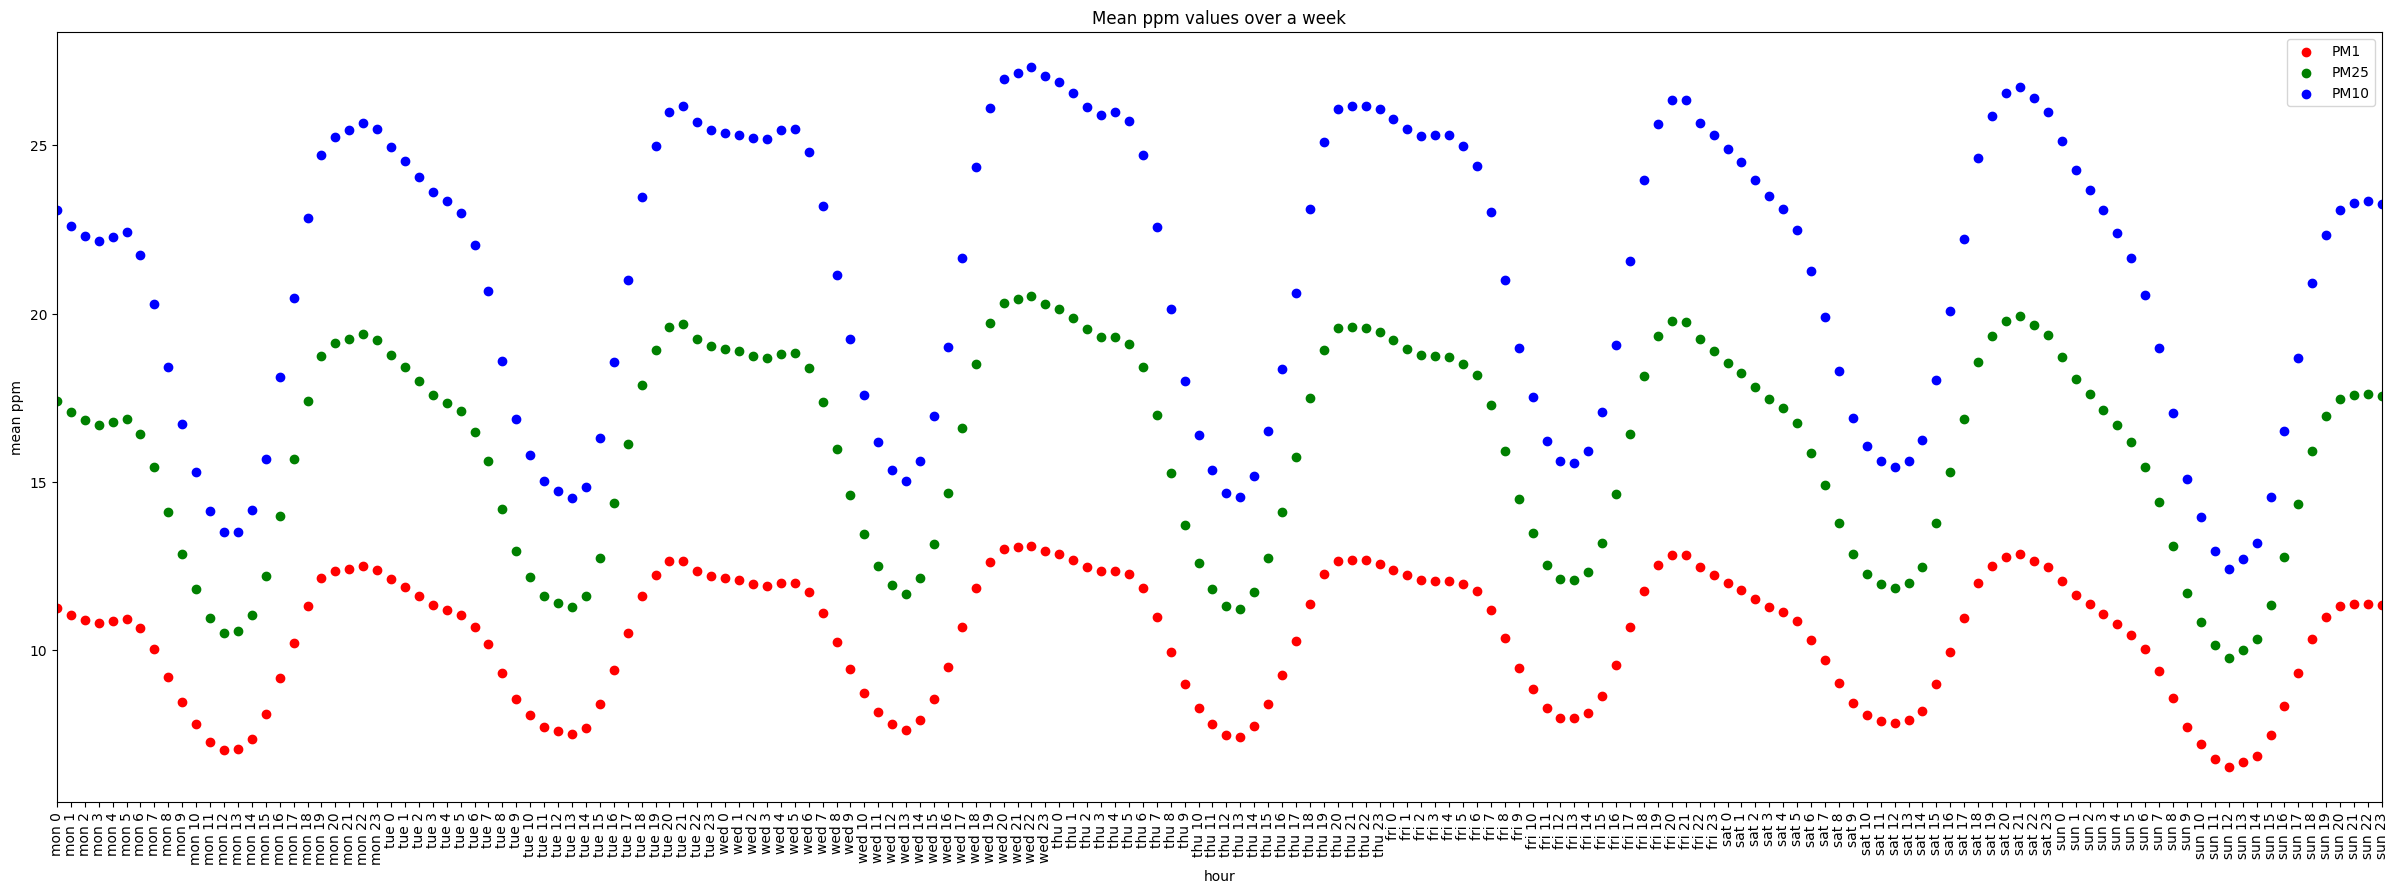 Mean ppm values over a week
PM1
PM25
PM10
mean ppm
25
20
15
10
mon 0
mon 1
mon 2
mon 3
mon 4
mon 5
mon 6
mon 7
mon 8
mon 9
mon 10
mon 11
mon 12
mon 13
mon 14
mon 15
mon 16
mon 17
mon 18
mon 19
mon 20
mon 21
mon 22
mon 23
tue 0
tue 1
tue 2
tue 3
tue 4
tue 5
tue 6
tue 7
tue 8
tue 9
tue 10
tue 11
tue 12
tue 13
tue 14
tue 15
tue 16
tue 17
tue 18
tue 19
tue 20
tue 21
tue 22
tue 23
wed 0
wed 1
wed 2
wed 3
wed 4
wed 5
wed 6
wed 7
wed 8
wed 9
wed 10
wed 11
wed 12
wed 13
wed 14
wed 15
wed 16
wed 17
wed 18
wed 19
wed 20
wed 21
wed 22
wed 23
thu 0
thu 1
thu 2
thu 3
thu 4
thu 5
thu 6
thu 7
thu 8
thu 9
thu 10
thu 11
thu 12
thu 13
thu 14
thu 15
thu 16
thu 17
thu 18
thu 19
thu 20
thu 21
thu 22
thu 23
fri 0
fri 1
fri 2
fri 3
fri 4
fri 5
fri 6
fri 7
fri 8
fri 9
fri 10
fri 11
fri 12
fri 13
fri 14
fri 15
fri 16
fri 17
fri 18
fri 19
fri 20
fri 21
fri 22
fri 23
sat 0
sat 1
sat 2
sat 3
sat 4
sat 5
sat 6
sat 7
sat 8
sat 9
sat 10
sat 11
sat 12
sat 13
sat 14
sat 15
sat 16
sat 17
sat 18
sat 19
sat 20
sat 21
sat 22
sat 23
sun 0
sun 1
sun 2
sun 3
sun 4
sun 5
sun 6
sun 7
sun 8
sun 9
sun 10
sun 11
sun 12
sun 13
sun 14
sun 15
sun 16
sun 17
sun 18
sun 19
sun 20
sun 21
sun 22
sun 23
hour